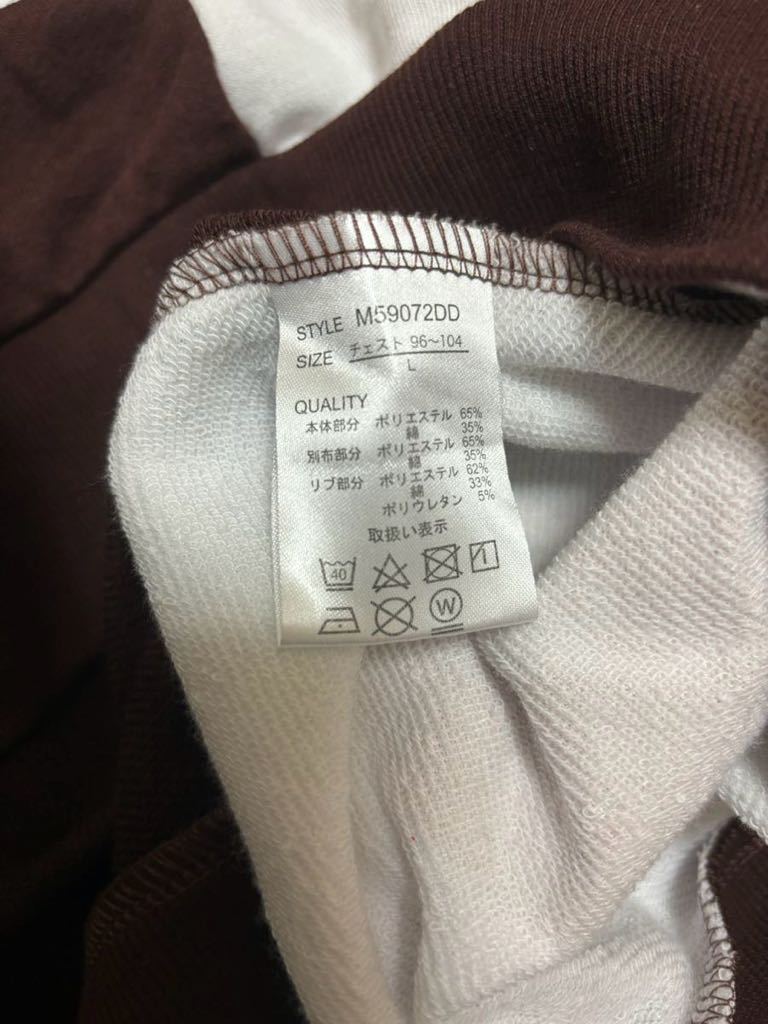 STYLE M59072DD
SIZE チェスト 96〜104
L
QUALITY
本体部分 ポリエステル 65%
綿 35%
別布部分 ポリエステル 65%
綿 35%
リブ部分 ポリエステル 62%
綿 33%
ポリウレタン 5%
取扱い表示
40
W